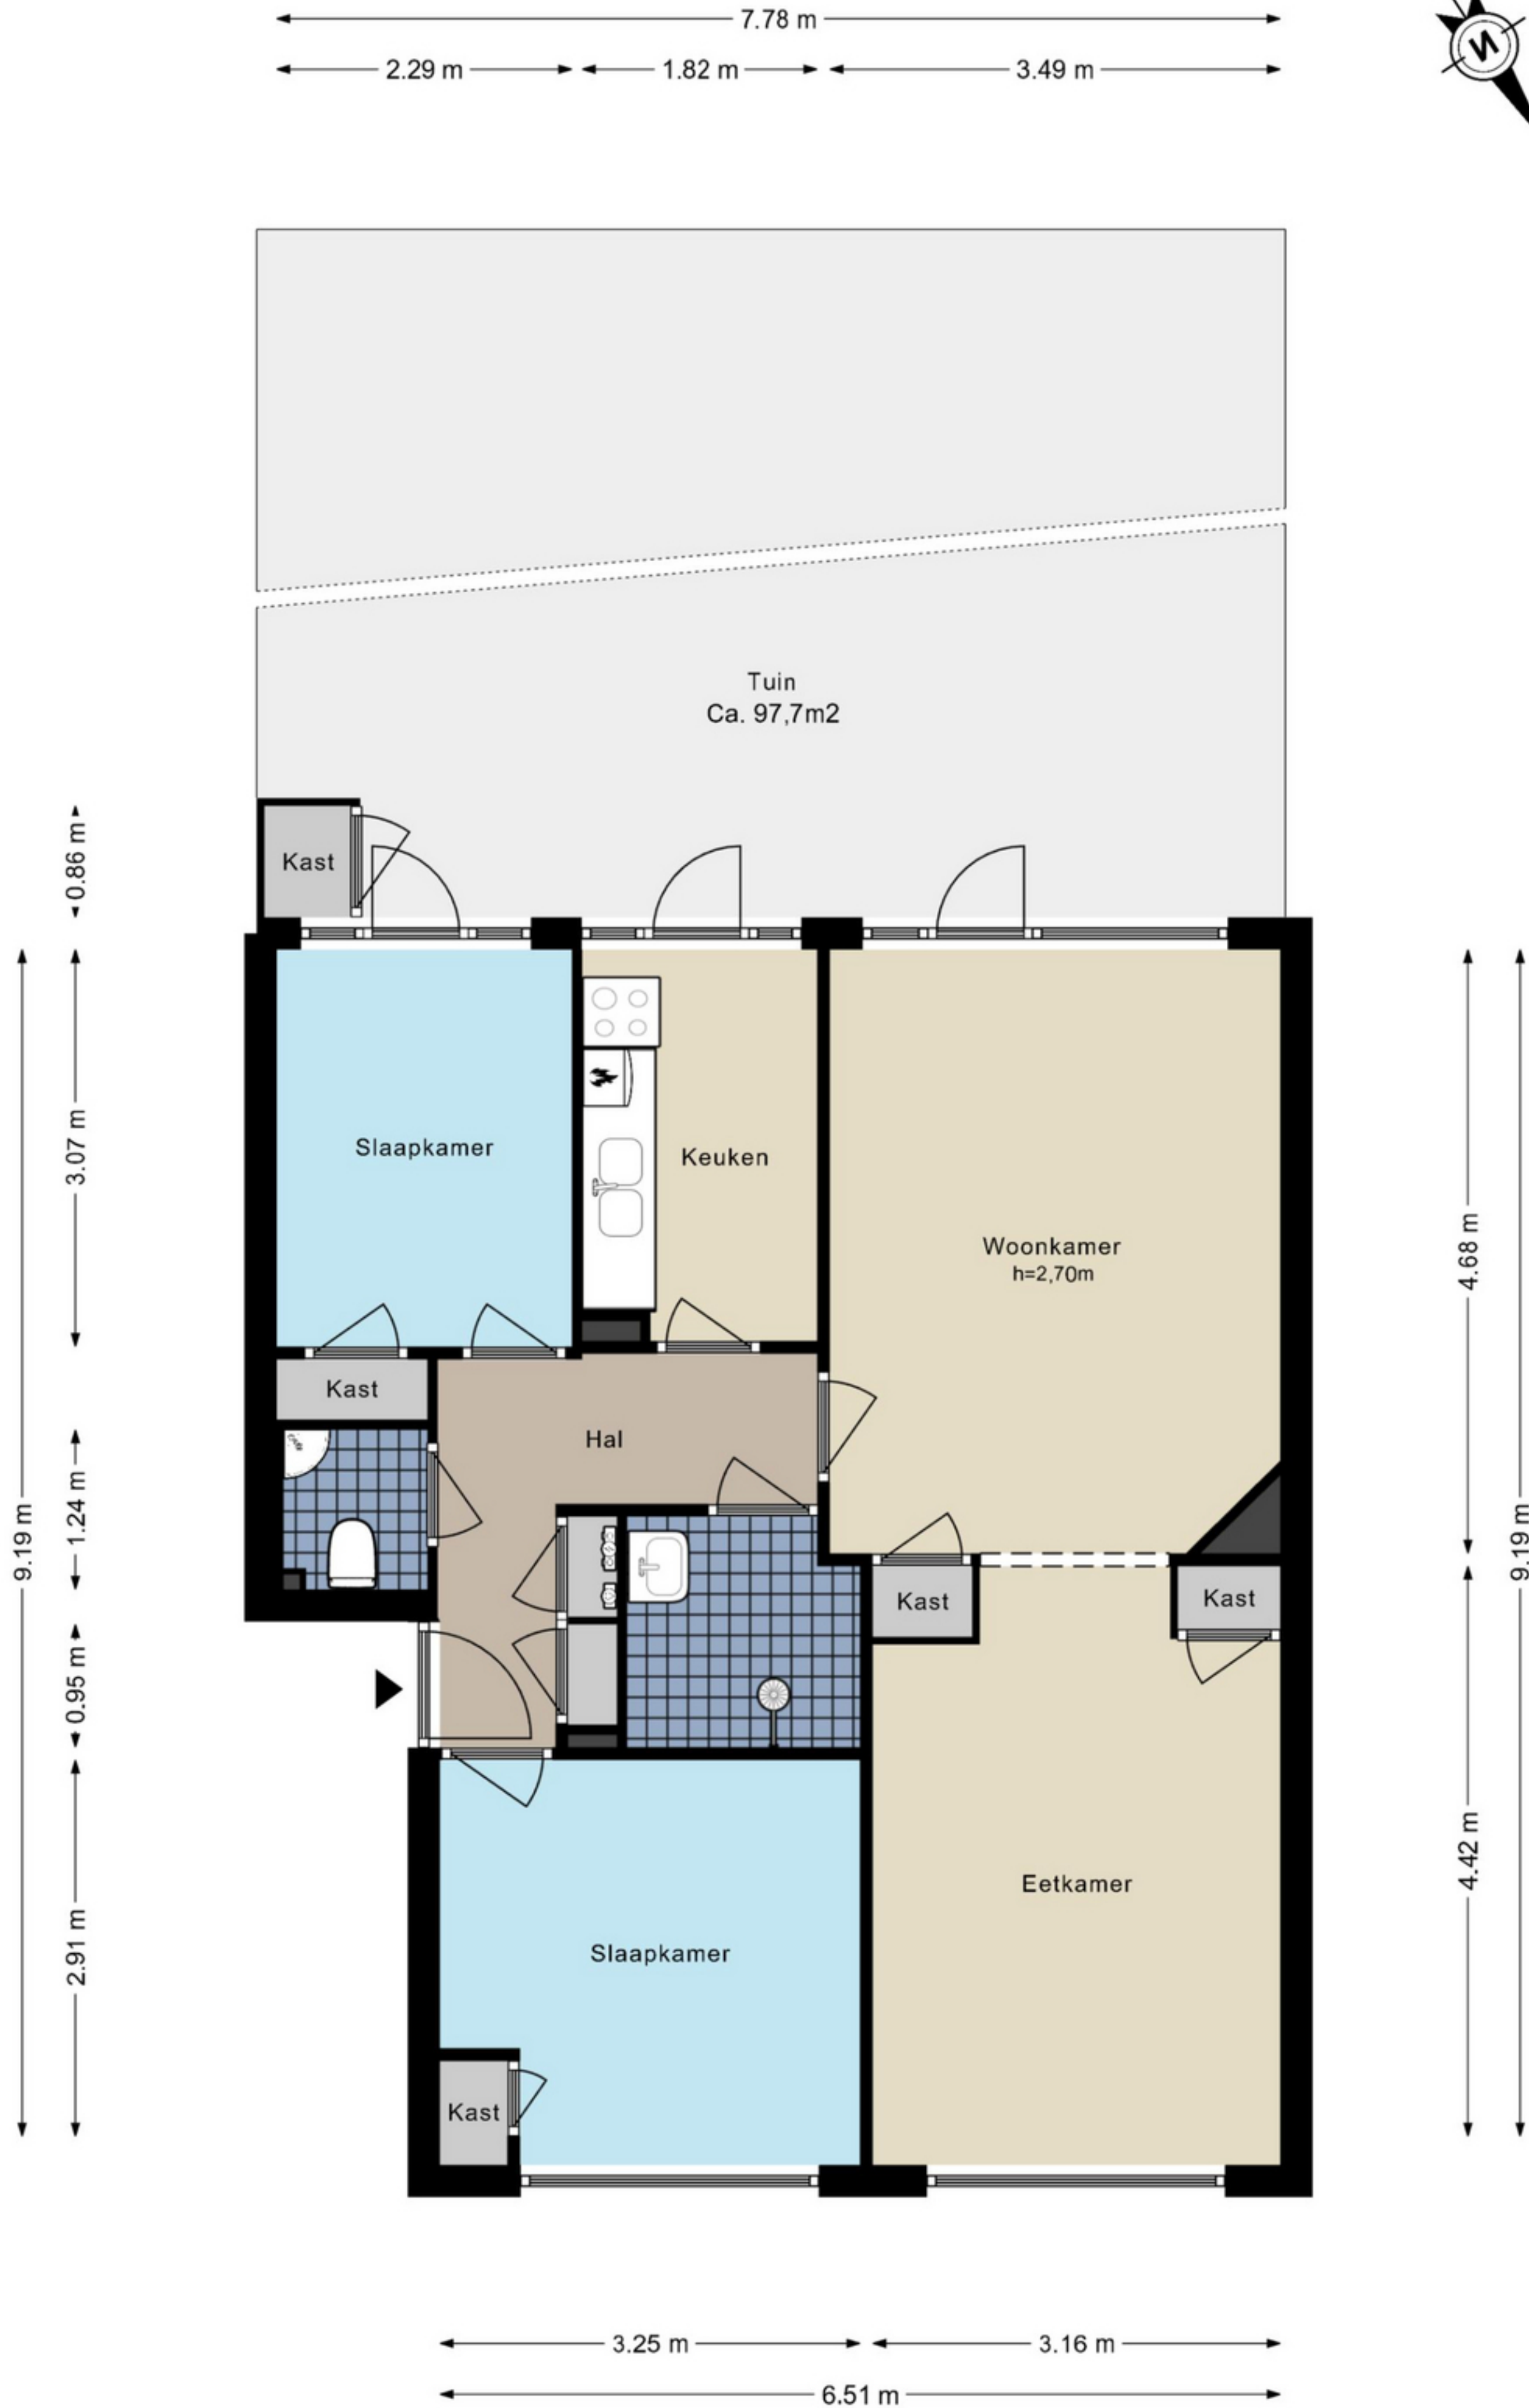 7.78 m
2.29 m
1.82 m
3.49 m
N
Tuin
Ca. 97,7m2
0.86 m
Kast
3.07 m
Slaapkamer
Keuken
Woonkamer
h=2,70m
4.68 m
Kast
Hal
1.24 m
9.19 m
9.19 m
Kast
Kast
0.95 m
4.42 m
Eetkamer
2.91 m
Slaapkamer
Kast
3.25 m
3.16 m
6.51 m